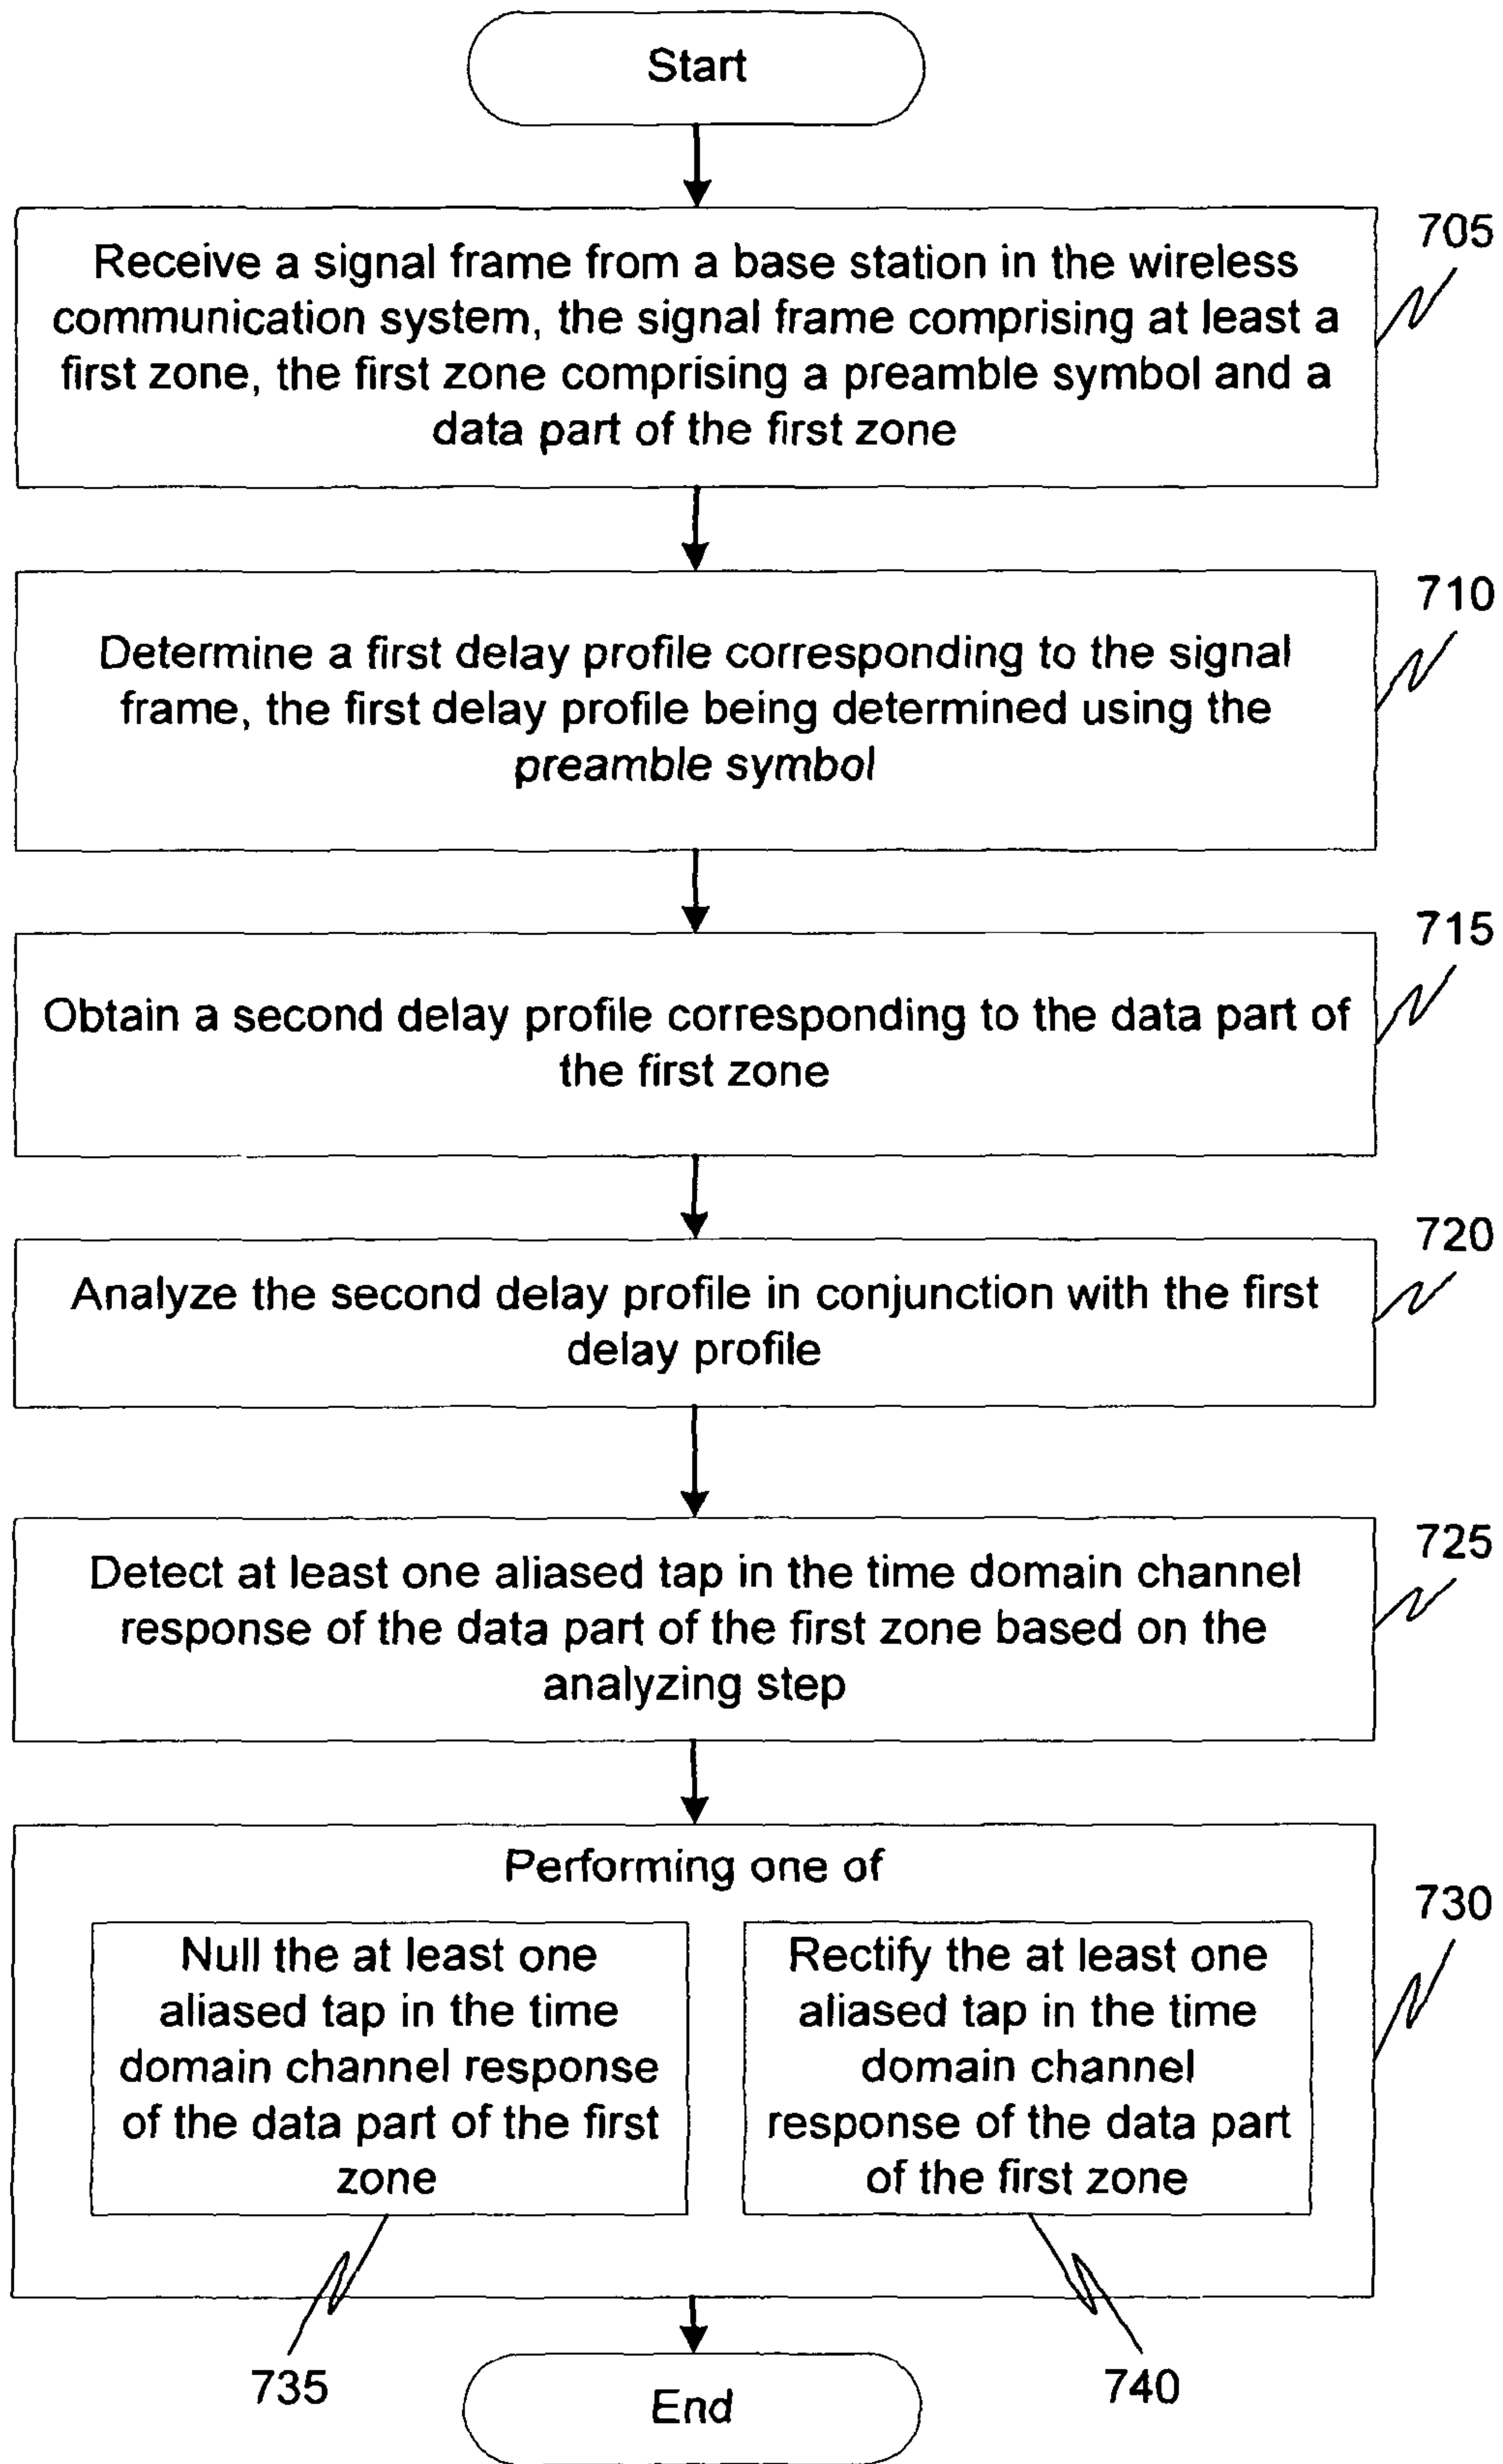 Start
705
Receive a signal frame from a base station in the wireless
communication system, the signal frame comprising at least a
first zone, the first zone comprising a preamble symbol and a
data part of the first zone
710
Determine a first delay profile corresponding to the signal
frame, the first delay profile being determined using the
preamble symbol
715
Obtain a second delay profile corresponding to the data part of
the first zone
720
Analyze the second delay profile in conjunction with the first
delay profile
725
Detect at least one aliased tap in the time domain channel
response of the data part of the first zone based on the
analyzing step
730
Performing one of
Null the at least one
aliased tap in the time
domain channel response
of the data part of the first
zone
Rectify the at least one
aliased tap in the time
domain channel
response of the data part
of the first zone
735
740
End